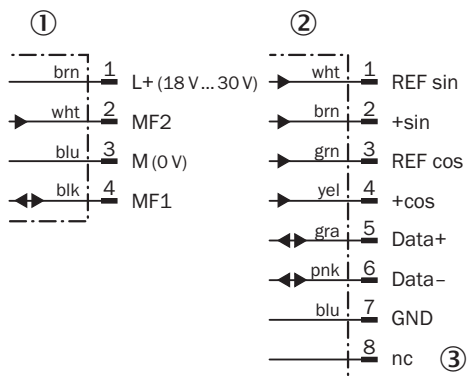 ① ②
brn 1 L+ (18 V ... 30 V)
wht 2 MF2
blu 3 M (0 V)
blk 4 MF1
wht 1 REF sin
brn 2 +sin
grn 3 REF cos
yel 4 +cos
gra 5 Data+
pnk 6 Data–
blu 7 GND
8 nc ③